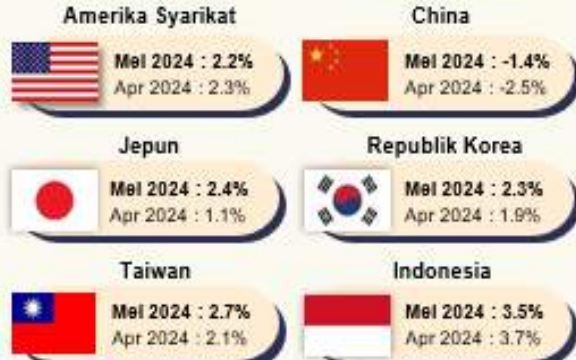 Amerika Syarikat
Mei 2024 : 2.2%
Apr 2024 : 2.3%
China
Mei 2024 : -1.4%
Apr 2024 : -2.5%
Jepun
Mei 2024 : 2.4%
Apr 2024 : 1.1%
Republik Korea
Mei 2024 : 2.3%
Apr 2024 : 1.9%
Taiwan
Mei 2024 : 2.7%
Apr 2024 : 2.1%
Indonesia
Mei 2024 : 3.5%
Apr 2024 : 3.7%